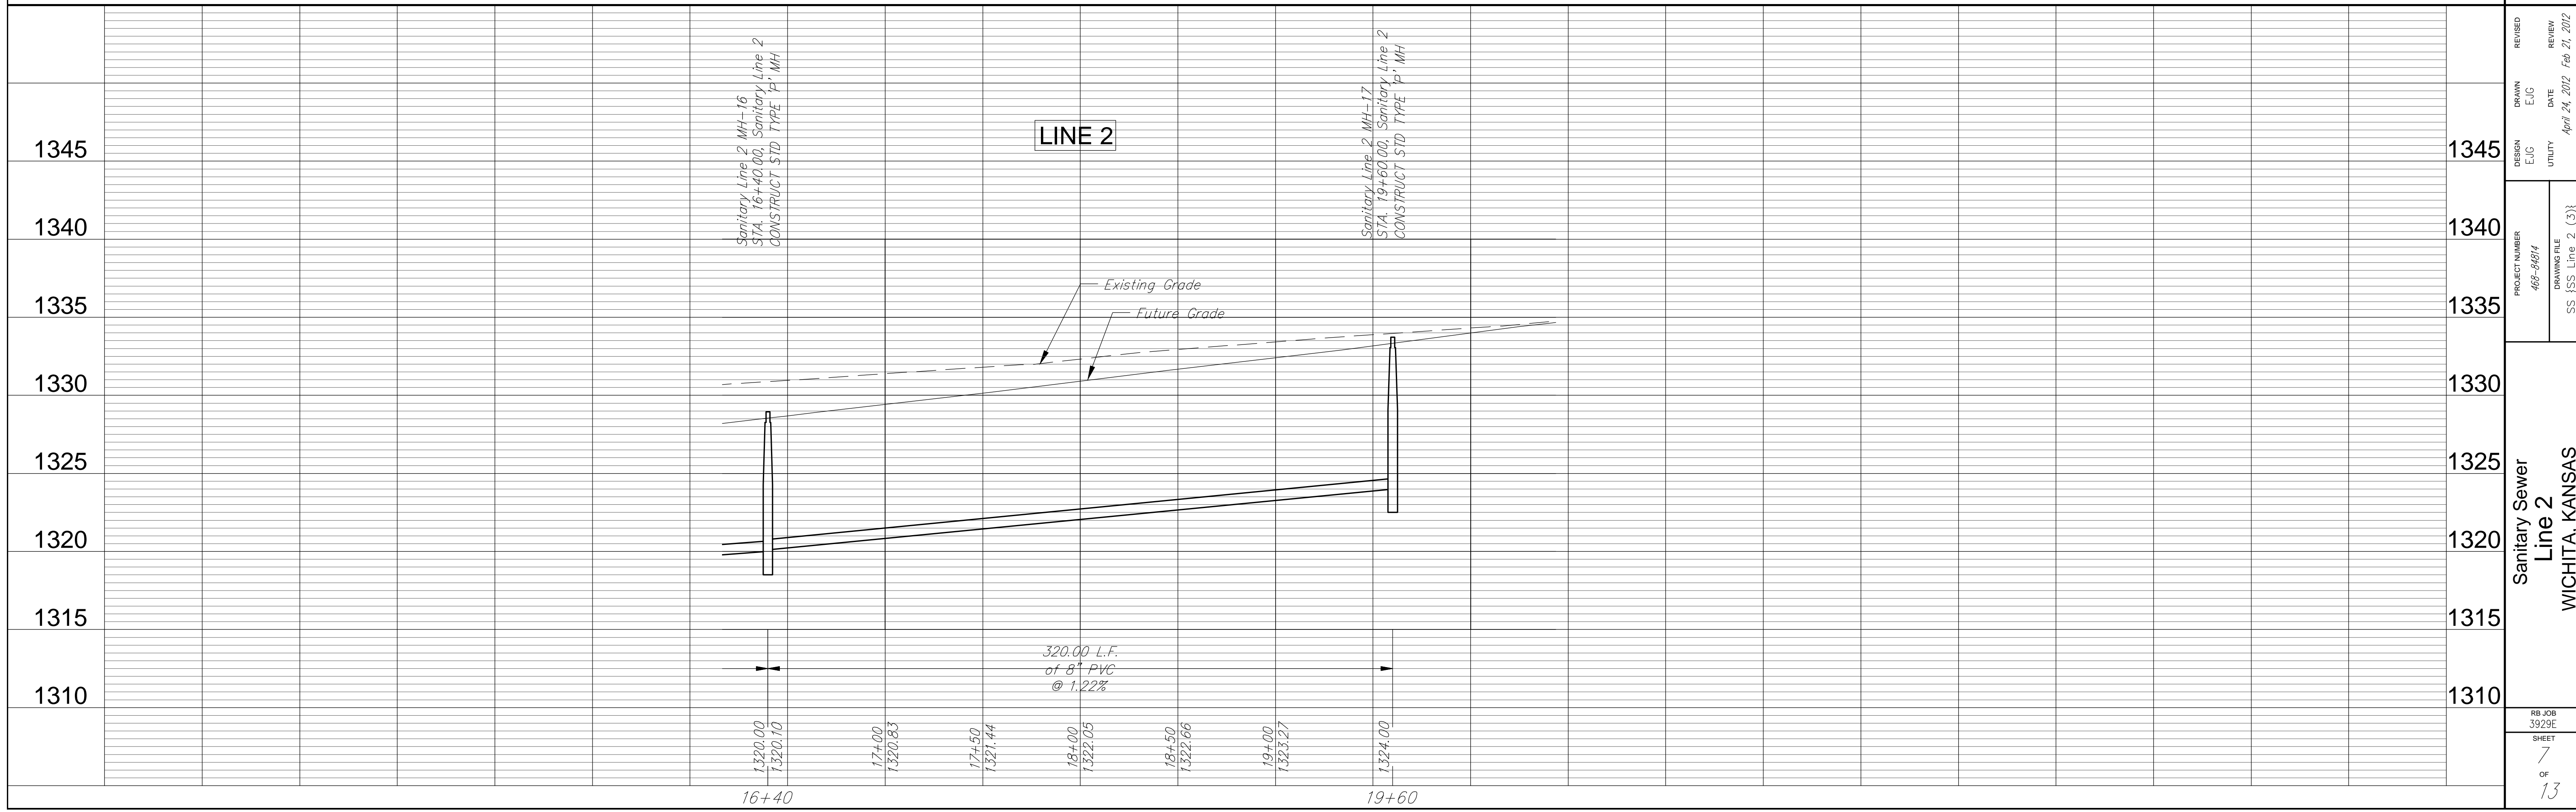 Sanitary Line 2 MH-16
STA. 16+40.00, Sanitary Line 2
CONSTRUCT STD TYPE 'P' MH
LINE 2
Sanitary Line 2 MH-17
STA. 19+60.00, Sanitary Line 2
CONSTRUCT STD TYPE 'P' MH
1345
1340
1335
1330
1325
1320
1315
1310
Existing Grade
Future Grade
320.00 L.F.
of 8" PVC
@ 1.22%
1320.00
1320.10
17+00
1320.83
17+50
1321.44
18+00
1322.05
18+50
1322.66
19+00
1323.27
1324.00
16+40
19+60
1345
1340
1335
1330
1325
1320
1315
1310
DESIGN
EJG
DRAWN
EJG
REVISED
UTILITY
DATE
REVIEW
April 24, 2012
Feb 21, 2012
PROJECT NUMBER
468-84814
DRAWING FILE
SS {SS Line 2 (3)}
Sanitary Sewer
Line 2
WICHITA, KANSAS
RB JOB
3929E
SHEET
7
OF
13